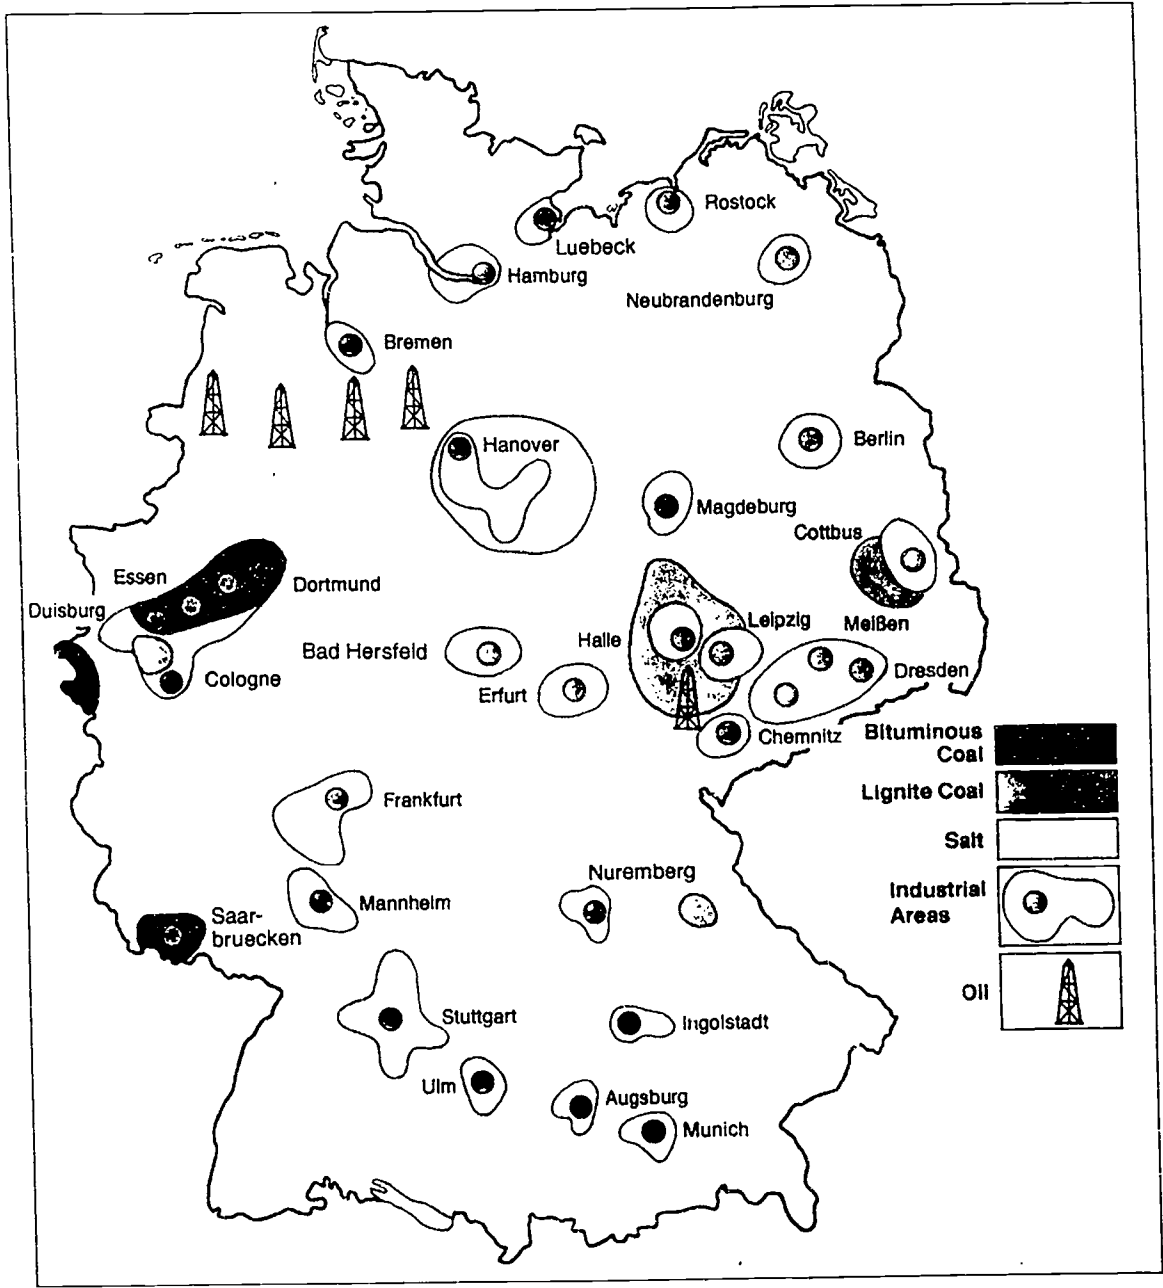 Rostock
Luebeck
Hamburg
Neubrandenburg
Bremen
Berlin
Hanover
Magdeburg
Cottbus
Essen
Dortmund
Duisburg
Leipzig
Meißen
Halle
Bad Hersfeld
Dresden
Cologne
Erfurt
Chemnitz
Bituminous
Coal
Lignite Coal
Frankfurt
Salt
Nuremberg
Industrial
Areas
Mannheim
Saar-
bruecken
Oil
Stuttgart
Ingolstadt
Ulm
Augsburg
Munich